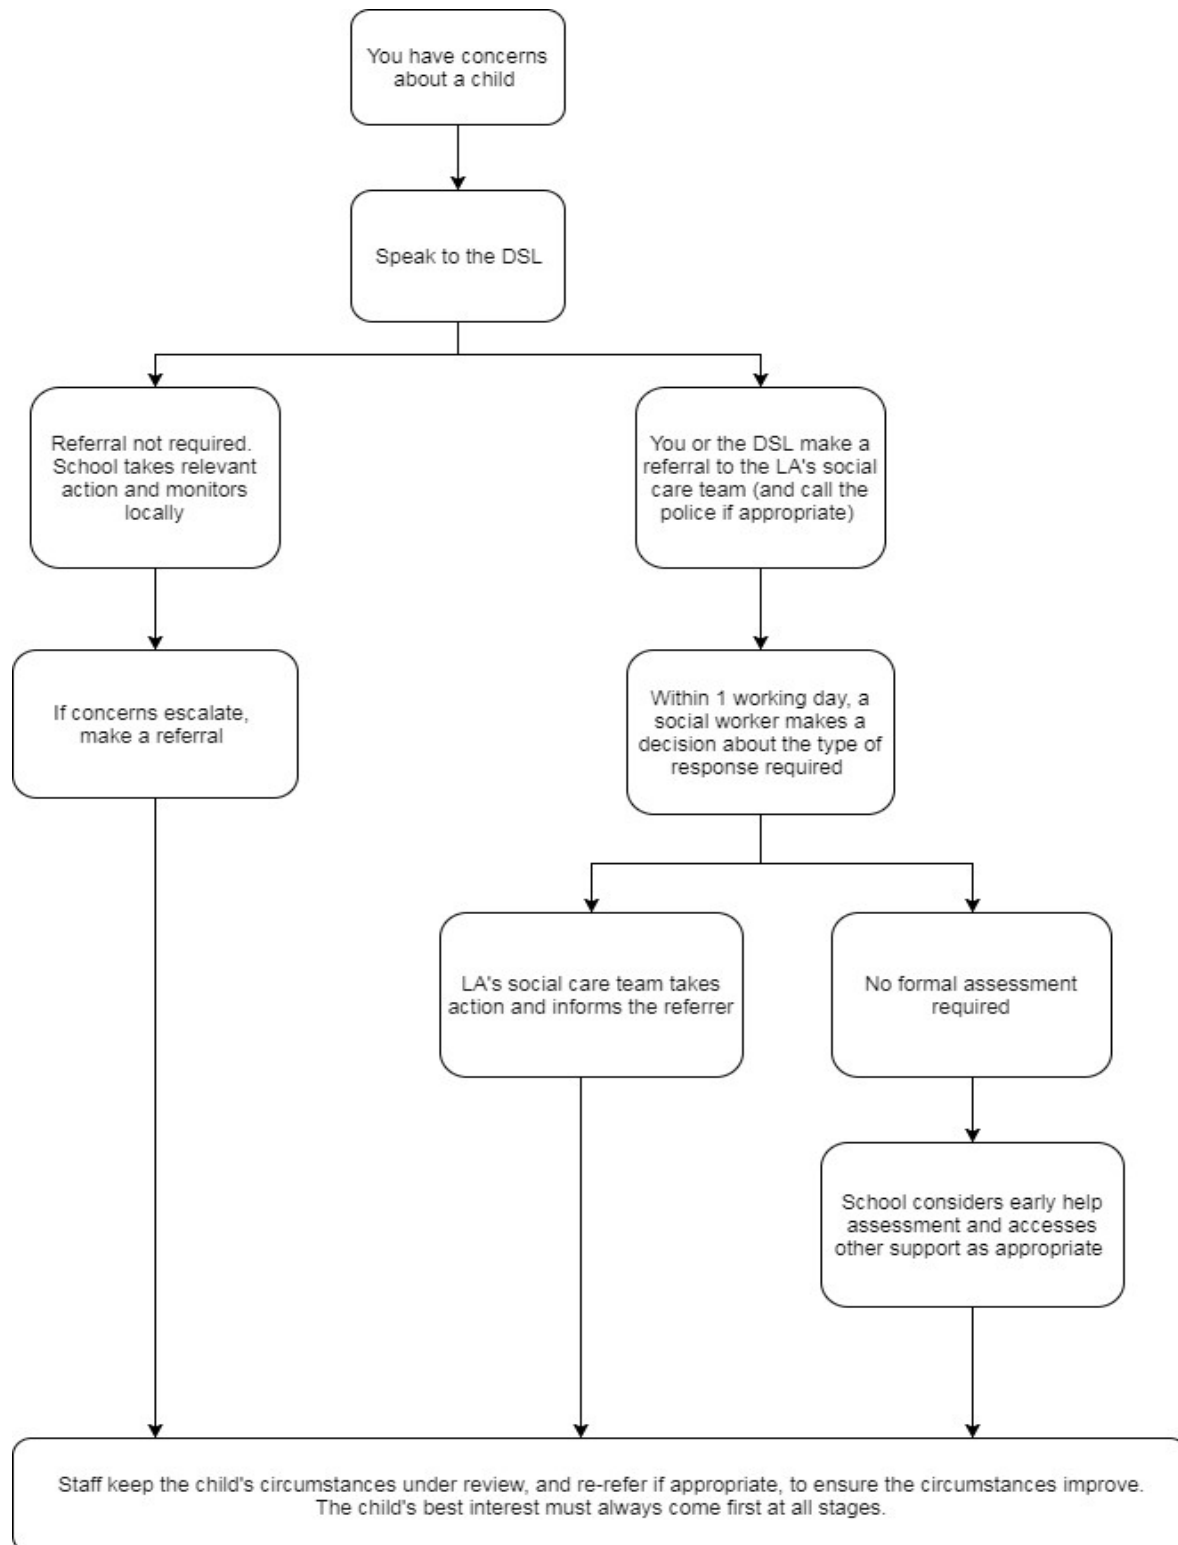 You have concerns
about a child
Speak to the DSL
Referral not required.
School takes relevant
action and monitors
locally
You or the DSL make a
referral to the LA's social
care team (and call the
police if appropriate)
If concerns escalate,
make a referral
Within 1 working day, a
social worker makes a
decision about the type of
response required
LA's social care team takes
action and informs the referrer
No formal assessment
required
School considers early help
assessment and accesses
other support as appropriate
Staff keep the child's circumstances under review, and re-refer if appropriate, to ensure the circumstances improve.
The child's best interest must always come first at all stages.